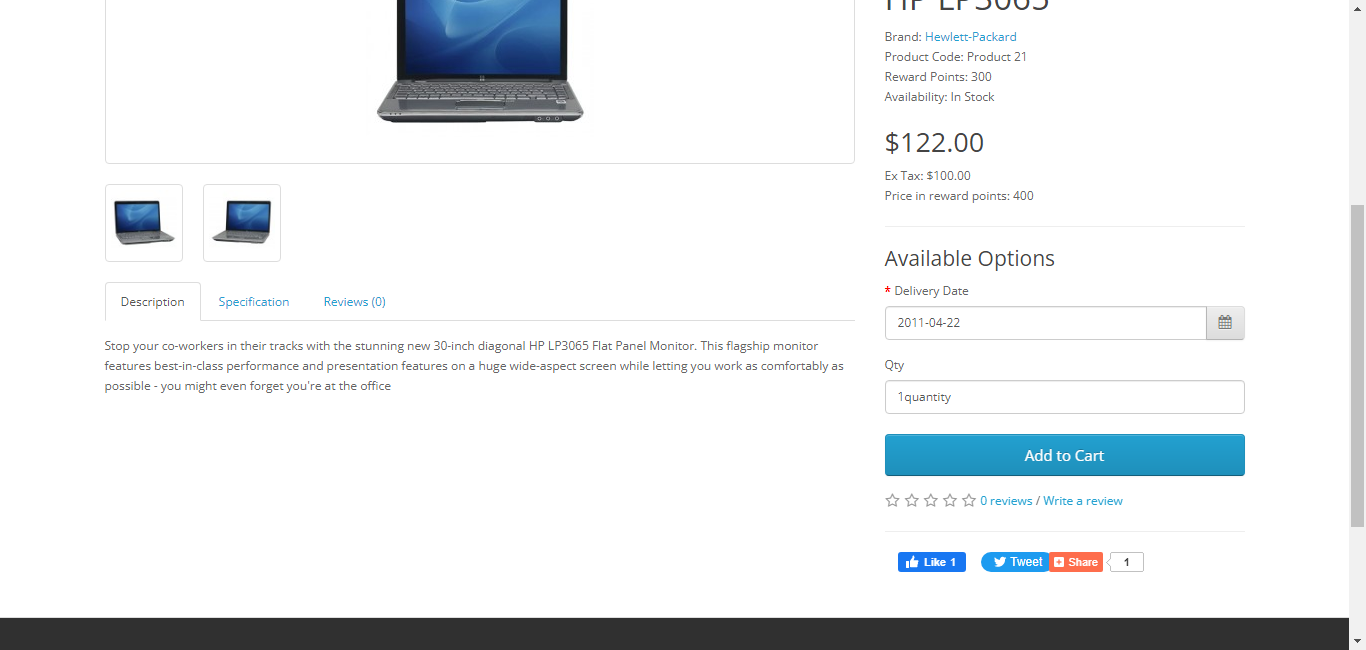 HP LP3065
Brand: Hewlett-Packard
Product Code: Product 21
Reward Points: 300
Availability: In Stock
$122.00
Ex Tax: $100.00
Price in reward points: 400
Available Options
* Delivery Date
2011-04-22
Qty
1quantity
Add to Cart
0 reviews / Write a review
Like 1
Tweet
Share
1
Description
Specification
Reviews (0)
Stop your co-workers in their tracks with the stunning new 30-inch diagonal HP LP3065 Flat Panel Monitor. This flagship monitor
features best-in-class performance and presentation features on a huge wide-aspect screen while letting you work as comfortably as
possible - you might even forget you're at the office